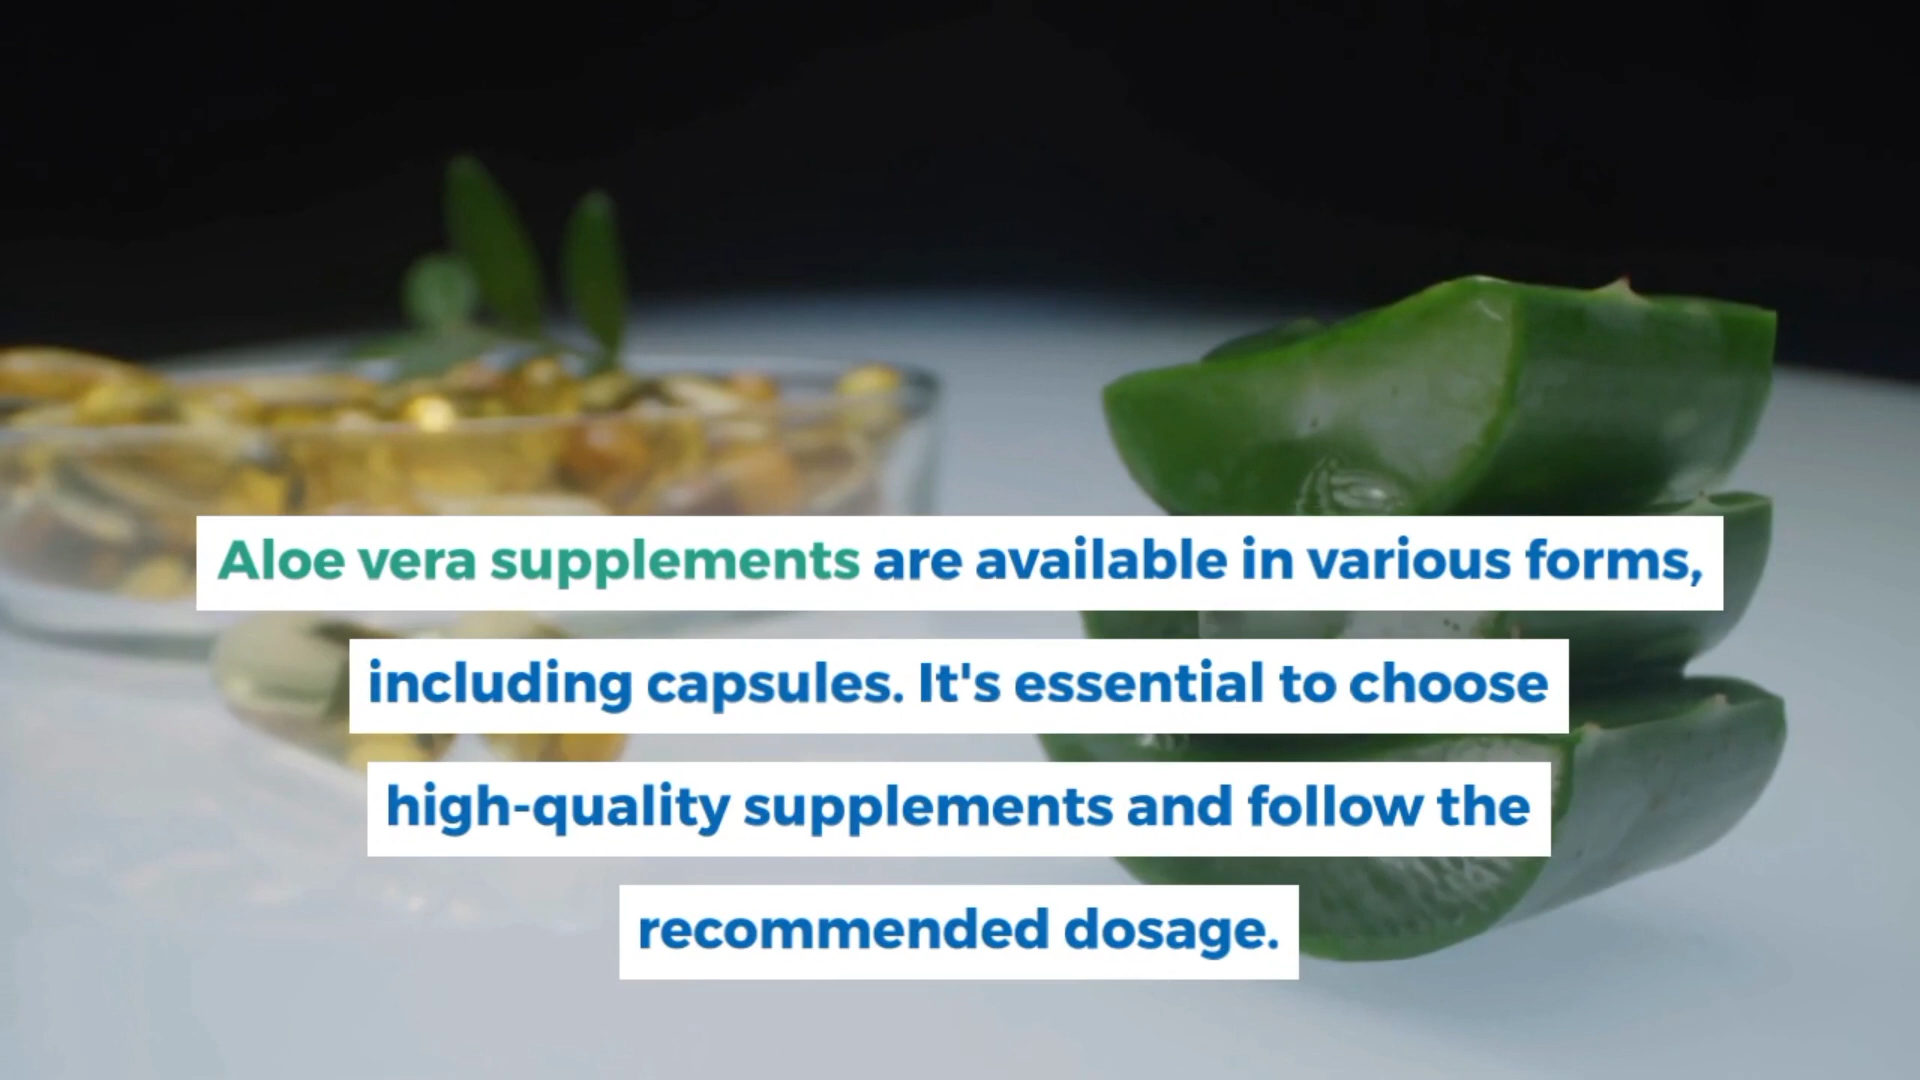 Aloe vera supplements are available in various forms,
including capsules. It's essential to choose
high-quality supplements and follow the
recommended dosage.